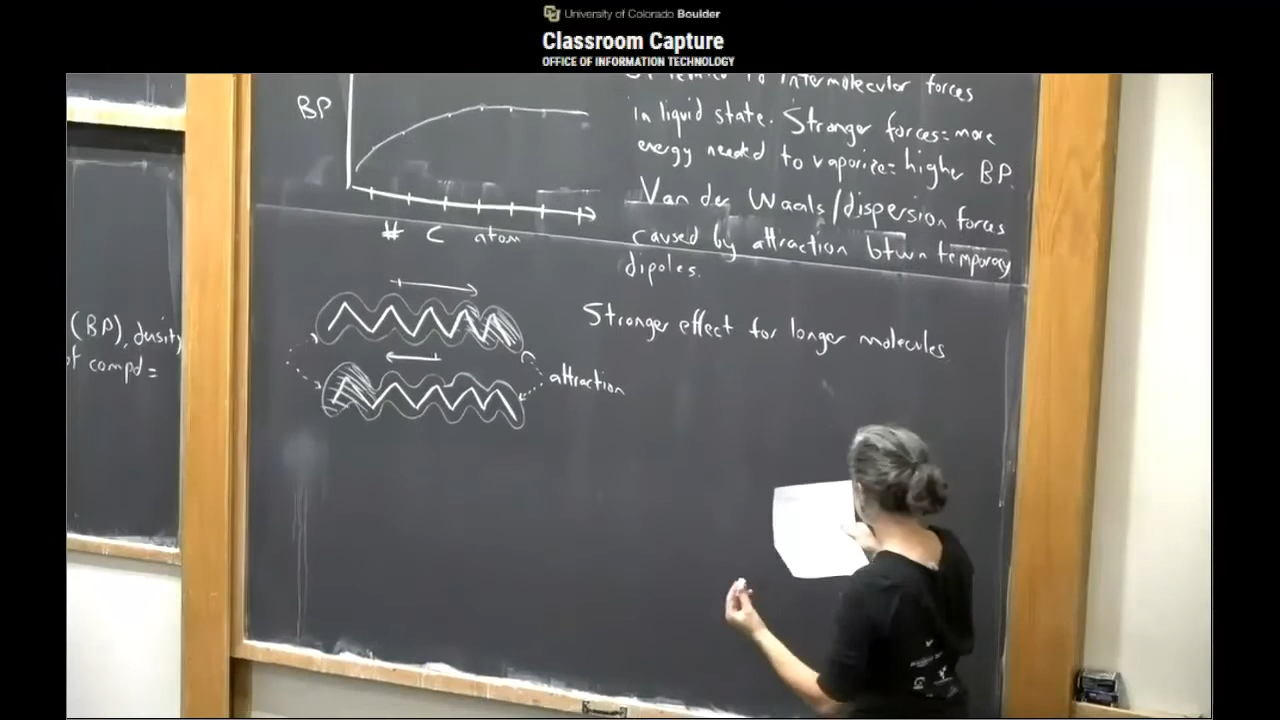 University of Colorado Boulder
Classroom Capture
OFFICE OF INFORMATION TECHNOLOGY
BP
# C atom
to intermolecular forces
in liquid state. Stronger forces = more
energy needed to vaporize = higher BP.
Van der Waals/dispersion forces
caused by attraction btwn temporary
dipoles.
Stronger effect for longer molecules
attraction
(BP), density
of compd =